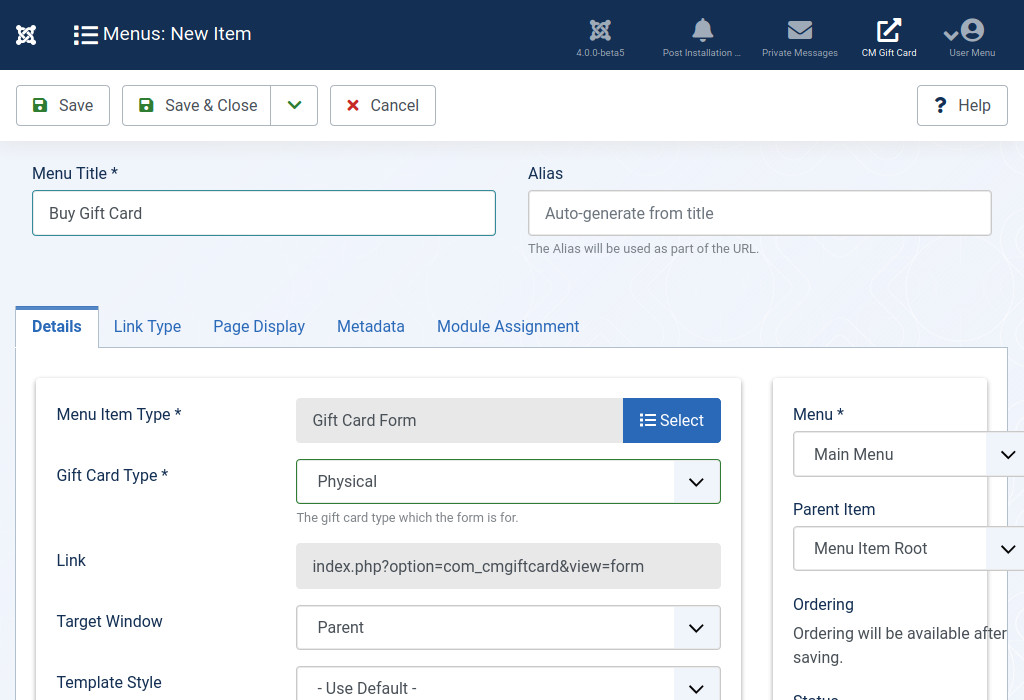 Menus: New Item
4.0.0-beta5
Post Installation ...
Private Messages
CM Gift Card
User Menu
Save
Save & Close
Cancel
? Help
Menu Title *
Alias
Buy Gift Card
Auto-generate from title
The Alias will be used as part of the URL.
Details
Link Type
Page Display
Metadata
Module Assignment
Menu Item Type *
Gift Card Form
Select
Gift Card Type *
Physical
The gift card type which the form is for.
Link
index.php?option=com_cmgiftcard&view=form
Target Window
Parent
Template Style
- Use Default -
Menu *
Main Menu
Parent Item
Menu Item Root
Ordering
Ordering will be available after
saving.
Status